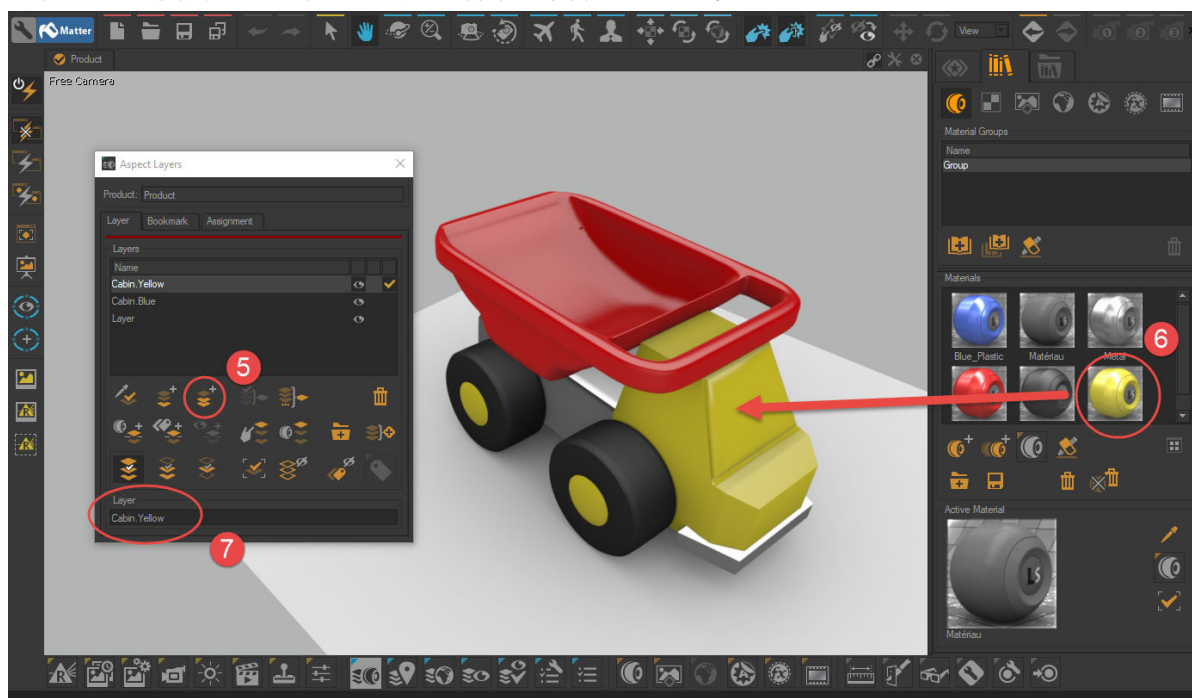 Matter
View
Product
Free Camera
Aspect Layers
Product: Product
Layer Bookmark Assignment
Layers
Name
Cabin.Yellow
Cabin.Blue
Layer
5
Layer
Cabin.Yellow
7
Material Groups
Name
Group
Materials
Blue_Plastic Matériau Metal
6
Active Material
LS
Matériau